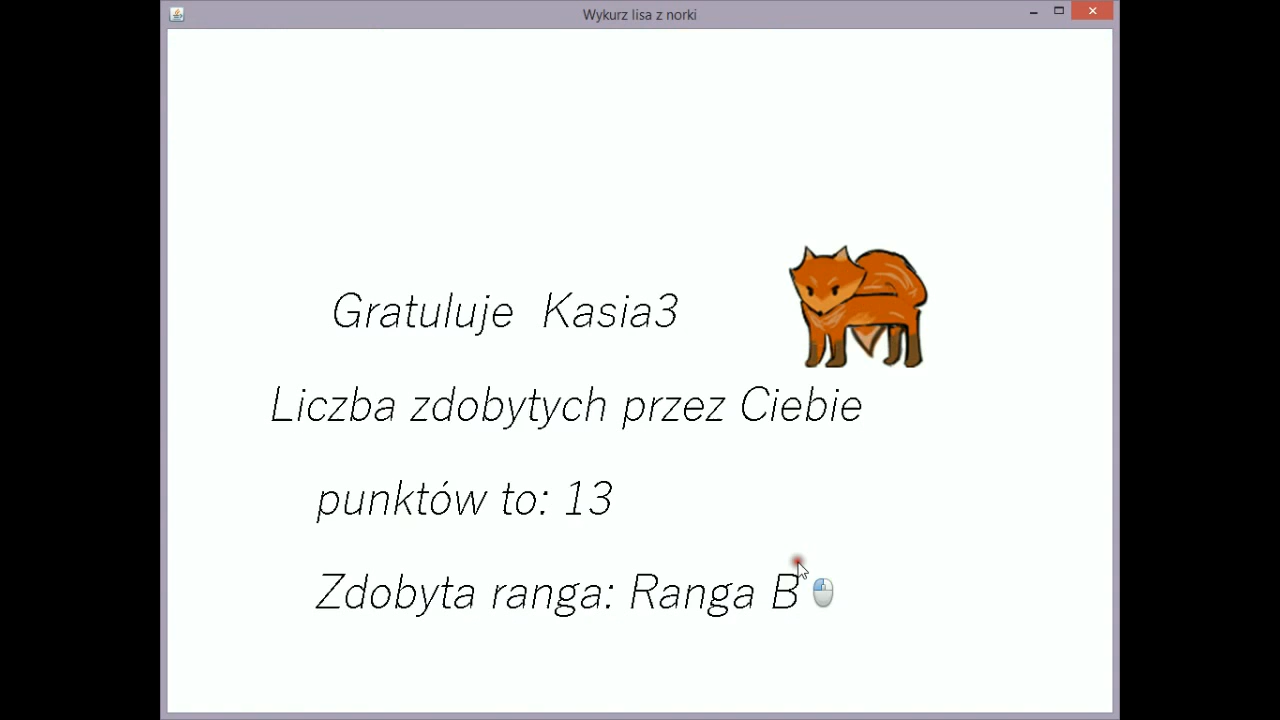 Wykurz lisa z norki
Gratuluje Kasia3
Liczba zdobytych przez Ciebie
punktów to: 13
Zdobyta ranga: Ranga B